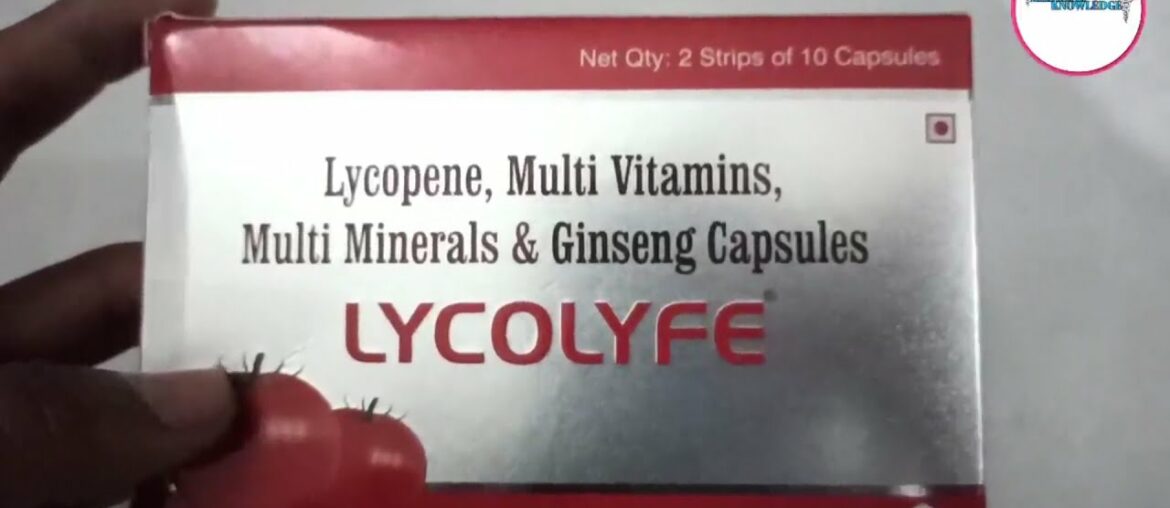 KNOWLEDGE
Net Qty: 2 Strips of 10 Capsules
Lycopene, Multi Vitamins,
Multi Minerals & Ginseng Capsules
LYCOLYFE